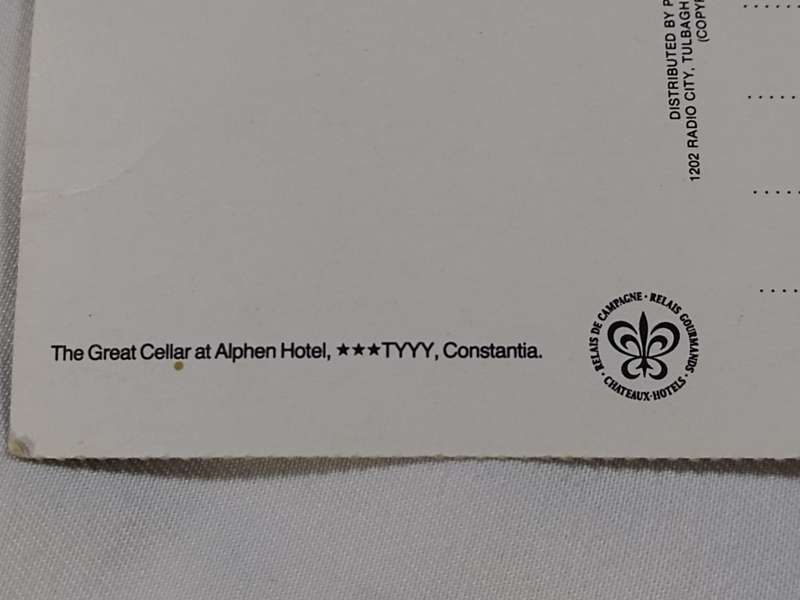 DISTRIBUTED BY
1202 RADIO CITY, TULBAGH
(COPY
The Great Cellar at Alphen Hotel, ★★★TYYY, Constantia.
RELAIS DE CAMPAGNE · RELAIS GOURMANDS
· CHATEAUX-HOTELS ·